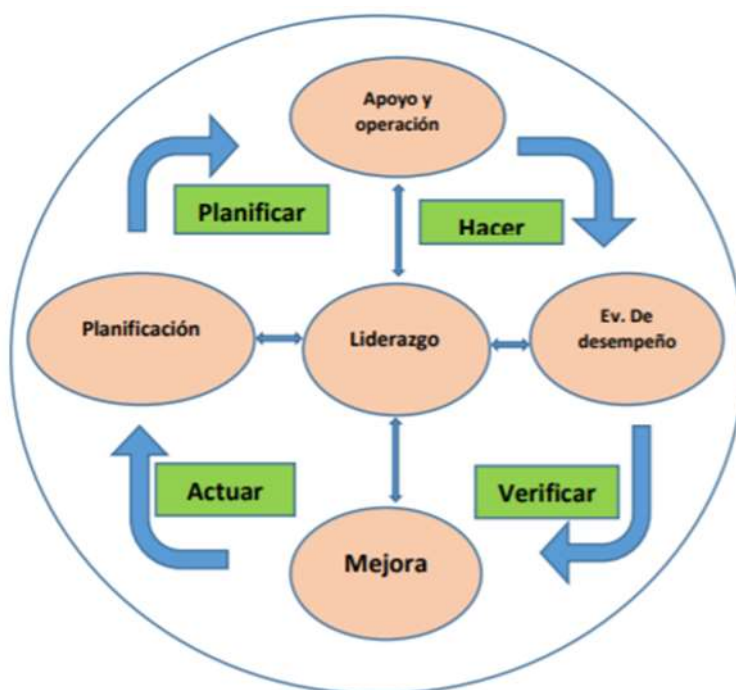 Apoyo y
operación
Planificar
Hacer
Planificación
Liderazgo
Ev. De
desempeño
Actuar
Verificar
Mejora